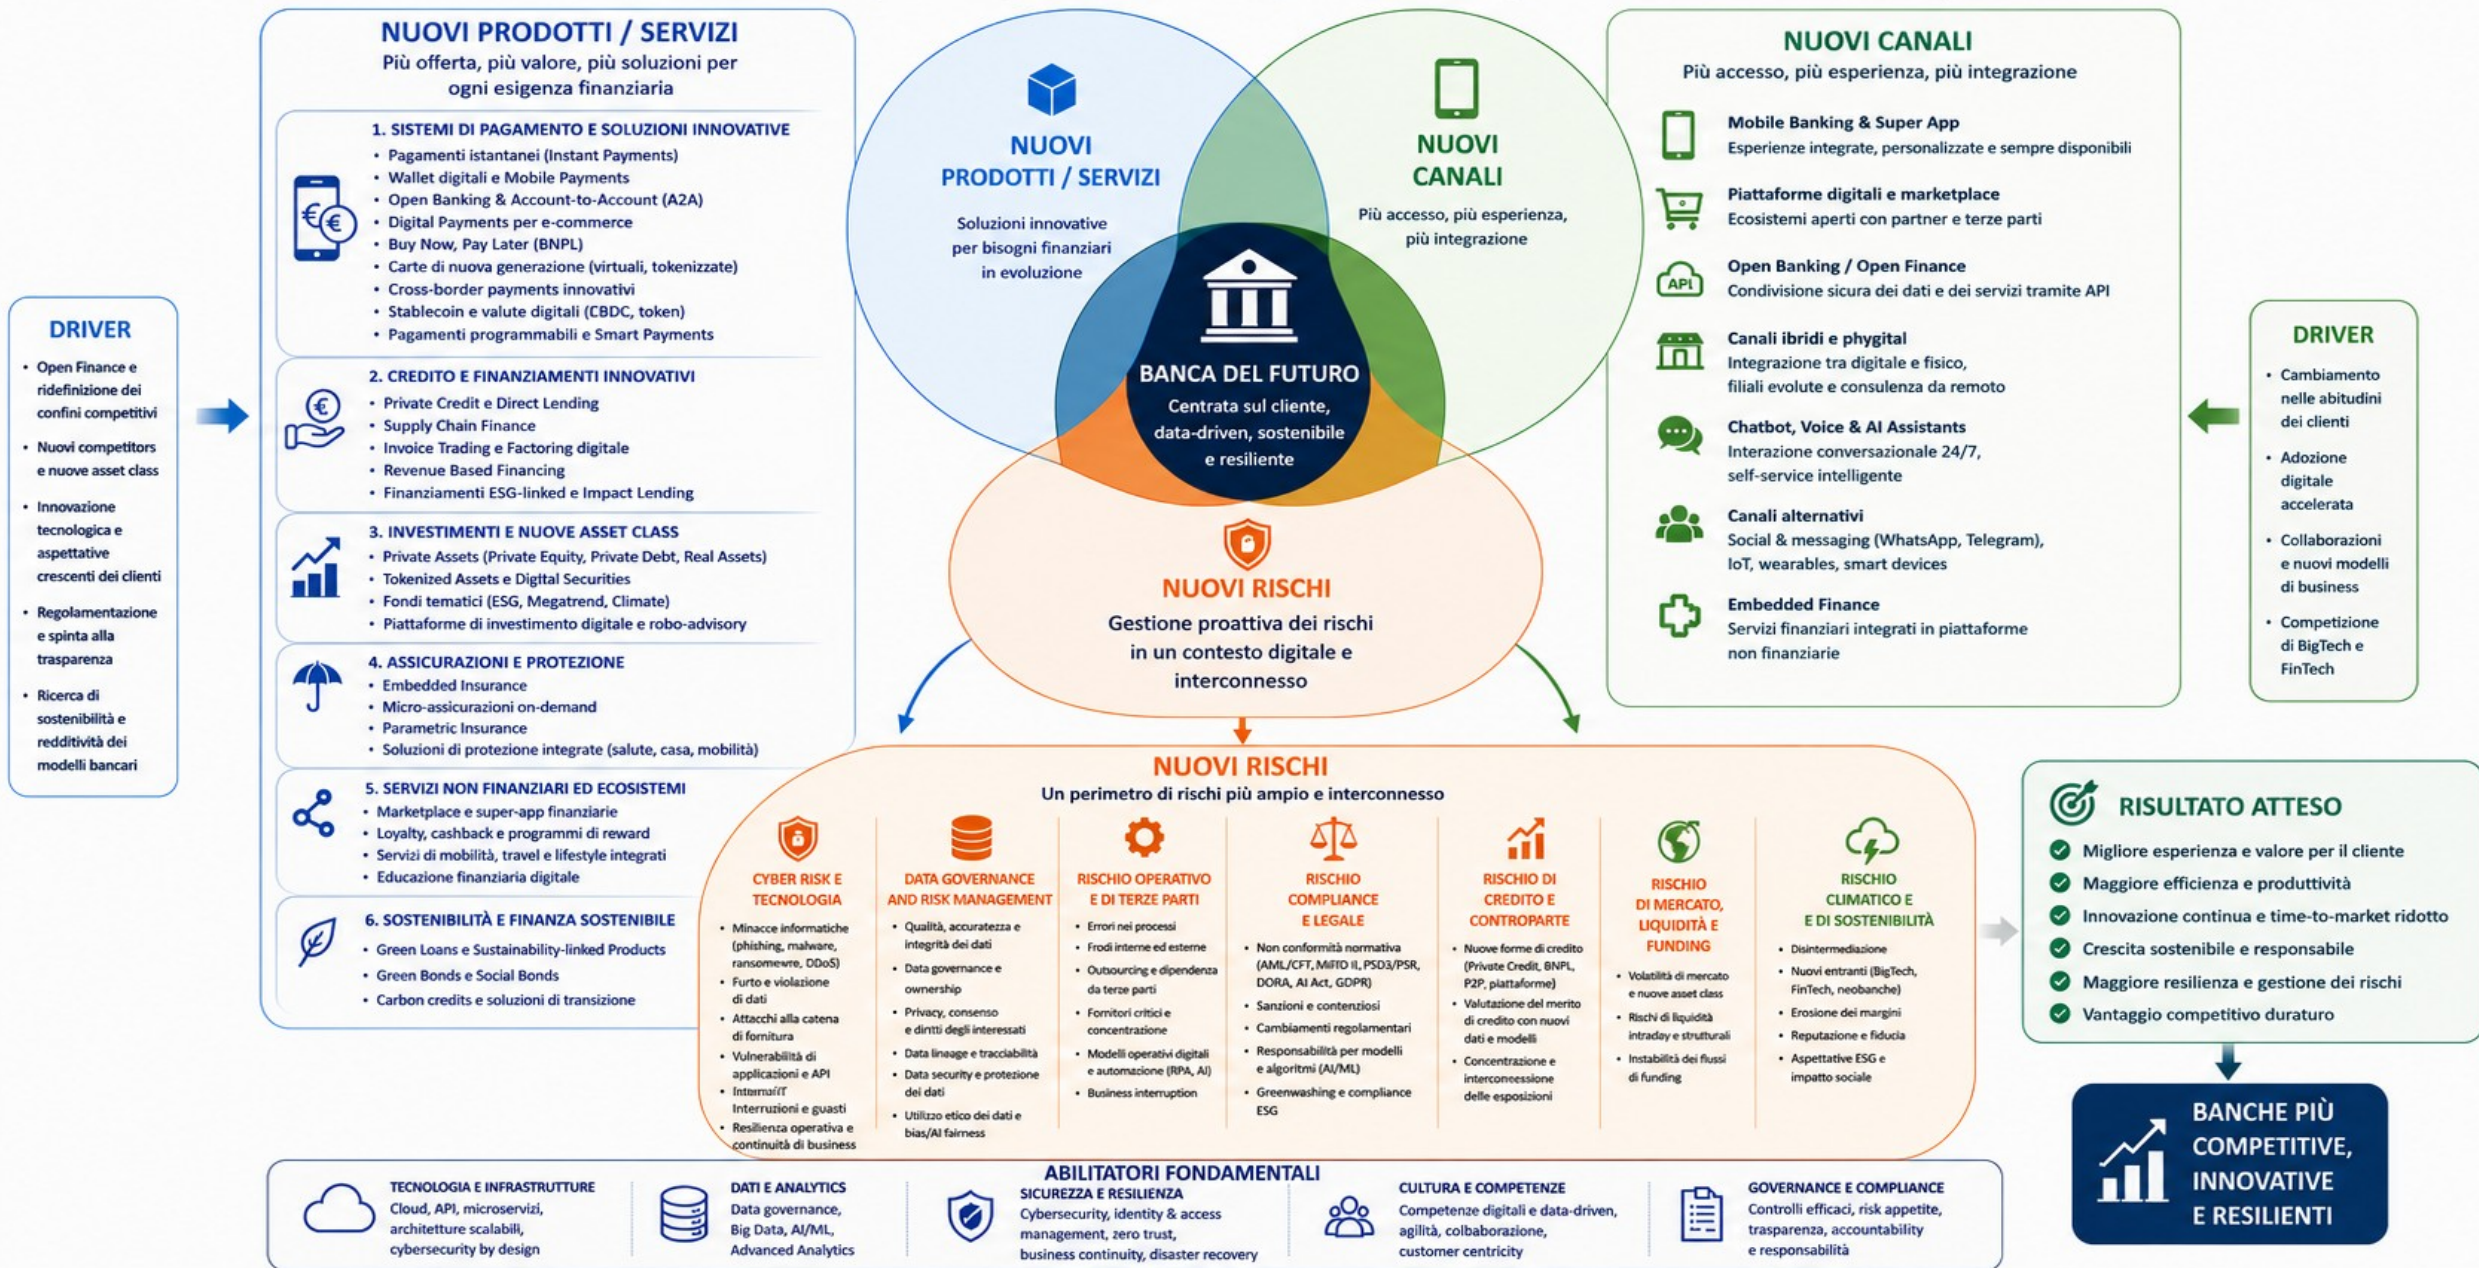 NUOVI PRODOTTI / SERVIZI
Più offerta, più valore, più soluzioni per
ogni esigenza finanziaria
1. SISTEMI DI PAGAMENTO E SOLUZIONI INNOVATIVE
• Pagamenti istantanei (Instant Payments)
• Wallet digitali e Mobile Payments
• Open Banking & Account-to-Account (A2A)
• Digital Payments per e-commerce
• Buy Now, Pay Later (BNPL)
• Carte di nuova generazione (virtuali, tokenizzate)
• Cross-border payments innovativi
• Stablecoin e valute digitali (CBDC, token)
• Pagamenti programmabili e Smart Payments
2. CREDITO E FINANZIAMENTI INNOVATIVI
• Private Credit e Direct Lending
• Supply Chain Finance
• Invoice Trading e Factoring digitale
• Revenue Based Financing
• Finanziamenti ESG-linked e Impact Lending
3. INVESTIMENTI E NUOVE ASSET CLASS
• Private Assets (Private Equity, Private Debt, Real Assets)
• Tokenized Assets e Digital Securities
• Fondi tematici (ESG, Megatrend, Climate)
• Piattaforme di investimento digitale e robo-advisory
4. ASSICURAZIONI E PROTEZIONE
• Embedded Insurance
• Micro-assicurazioni on-demand
• Parametric Insurance
• Soluzioni di protezione integrate (salute, casa, mobilità)
5. SERVIZI NON FINANZIARI ED ECOSISTEMI
• Marketplace e super-app finanziarie
• Loyalty, cashback e programmi di reward
• Servizi di mobilità, travel e lifestyle integrati
• Educazione finanziaria digitale
6. SOSTENIBILITÀ E FINANZA SOSTENIBILE
• Green Loans e Sustainability-linked Products
• Green Bonds e Social Bonds
• Carbon credits e soluzioni di transizione
DRIVER
• Open Finance e
ridefinizione dei
confini competitivi
• Nuovi competitors
e nuove asset class
• Innovazione
tecnologica e
aspettative
crescenti dei clienti
• Regolamentazione
e spinta alla
trasparenza
• Ricerca di
sostenibilità e
redditività dei
modelli bancari
NUOVI
PRODOTTI / SERVIZI
Soluzioni innovative
per bisogni finanziari
in evoluzione
NUOVI
CANALI
Più accesso, più esperienza,
più integrazione
BANCA DEL FUTURO
Centrata sul cliente,
data-driven, sostenibile
e resiliente
NUOVI RISCHI
Gestione proattiva dei rischi
in un contesto digitale e
interconnesso
NUOVI CANALI
Più accesso, più esperienza, più integrazione
Mobile Banking & Super App
Esperienze integrate, personalizzate e sempre disponibili
Piattaforme digitali e marketplace
Ecosistemi aperti con partner e terze parti
API
Open Banking / Open Finance
Condivisione sicura dei dati e dei servizi tramite API
Canali ibridi e phygital
Integrazione tra digitale e fisico,
filiali evolute e consulenza da remoto
Chatbot, Voice & AI Assistants
Interazione conversazionale 24/7,
self-service intelligente
Canali alternativi
Social & messaging (WhatsApp, Telegram),
IoT, wearables, smart devices
Embedded Finance
Servizi finanziari integrati in piattaforme
non finanziarie
DRIVER
• Cambiamento
nelle abitudini
dei clienti
• Adozione
digitale
accelerata
• Collaborazioni
e nuovi modelli
di business
• Competizione
di BigTech e
FinTech
NUOVI RISCHI
Un perimetro di rischi più ampio e interconnesso
CYBER RISK E
TECNOLOGIA
• Minacce informatiche
(phishing, malware,
ransomewre, DDoS)
• Furto e violazione
di dati
• Attacchi alla catena
di fornitura
• Vulnerabilità di
applicazioni e API
•
Interruzioni e guasti
• Resilienza operativa e
continuità di business
DATA GOVERNANCE
AND RISK MANAGEMENT
• Qualità, accuratezza e
integrità dei dati
• Data governance e
ownership
• Privacy, consenso
e diritti degli interessati
• Data lineage e tracciabilità
• Data security e protezione
dei dati
• Utilizzo etico dei dati e
bias/AI fairness
RISCHIO OPERATIVO
E DI TERZE PARTI
• Errori nei processi
• Frodi interne ed esterne
• Outsourcing e dipendenza
da terze parti
• Fornitori critici e
concentrazione
• Modelli operativi digitali
e automazione (RPA, AI)
• Business interruption
RISCHIO
COMPLIANCE
E LEGALE
• Non conformità normativa
(AML/CFT, MiFID II, PSD3/PSR,
DORA, AI Act, GDPR)
• Sanzioni e contenziosi
• Cambiamenti regolamentari
• Responsabilità per modelli
e algoritmi (AI/ML)
• Greenwashing e compliance
ESG
RISCHIO DI
CREDITO E
CONTROPARTE
• Nuove forme di credito
(Private Credit, BNPL,
P2P, piattaforme)
• Valutazione del merito
di credito con nuovi
dati e modelli
• Concentrazione e
interconnessione
delle esposizioni
RISCHIO
DI MERCATO,
LIQUIDITÀ E
FUNDING
• Volatilità di mercato
e nuove asset class
• Rischi di liquidità
intraday e strutturali
• Instabilità dei flussi
di funding
RISCHIO
CLIMATICO E
E DI SOSTENIBILITÀ
• Disintermediazione
• Nuovi entranti (BigTech,
FinTech, neobanche)
• Erosione dei margini
• Reputazione e fiducia
• Aspettative ESG e
impatto sociale
RISULTATO ATTESO
Migliore esperienza e valore per il cliente
Maggiore efficienza e produttività
Innovazione continua e time-to-market ridotto
Crescita sostenibile e responsabile
Maggiore resilienza e gestione dei rischi
Vantaggio competitivo duraturo
BANCHE PIÙ
COMPETITIVE,
INNOVATIVE
E RESILIENTI
ABILITATORI FONDAMENTALI
TECNOLOGIA E INFRASTRUTTURE
Cloud, API, microservizi,
architetture scalabili,
cybersecurity by design
DATI E ANALYTICS
Data governance,
Big Data, AI/ML,
Advanced Analytics
SICUREZZA E RESILIENZA
Cybersecurity, identity & access
management, zero trust,
business continuity, disaster recovery
CULTURA E COMPETENZE
Competenze digitali e data-driven,
agilità, colbaborazione,
customer centricity
GOVERNANCE E COMPLIANCE
Controlli efficaci, risk appetite,
trasparenza, accountability
e responsabilità